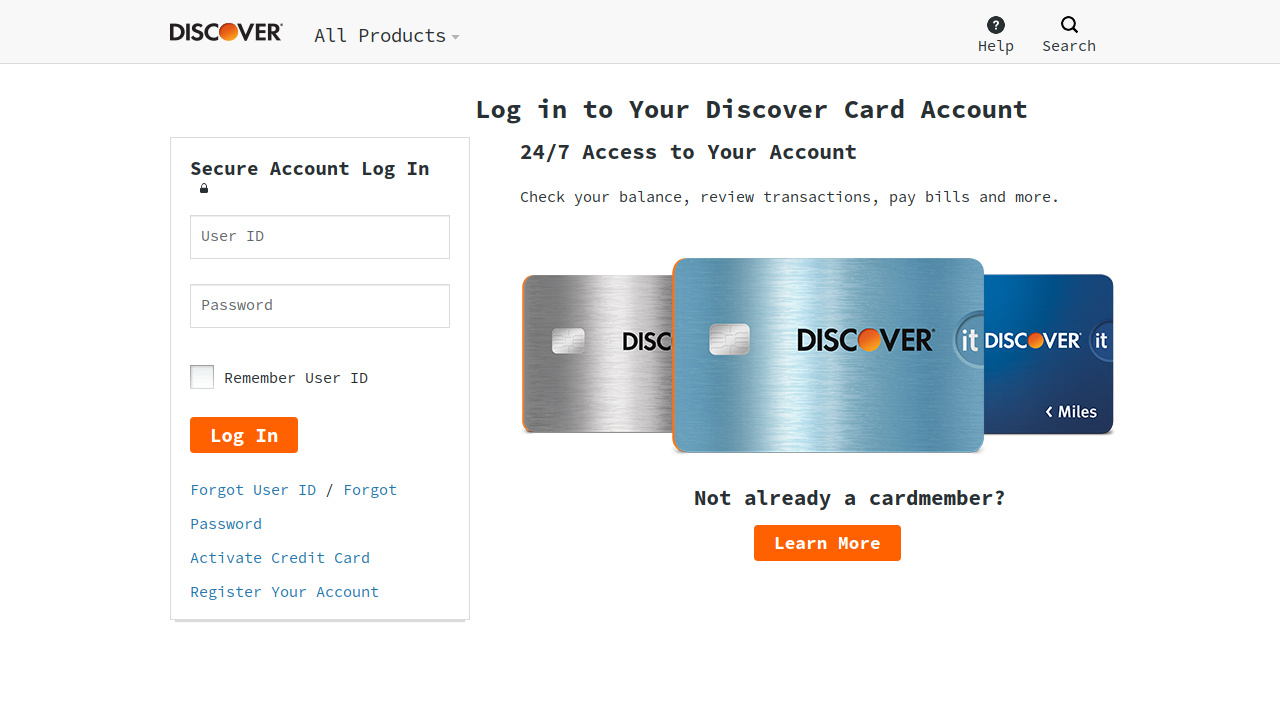 DISCOVER
All Products
Help
Search
Log in to Your Discover Card Account
Secure Account Log In
User ID
Password
Remember User ID
Log In
Forgot User ID / Forgot
Password
Activate Credit Card
Register Your Account
24/7 Access to Your Account
Check your balance, review transactions, pay bills and more.
DISC
DISCOVER
it
DISCOVER
it
Miles
Not already a cardmember?
Learn More